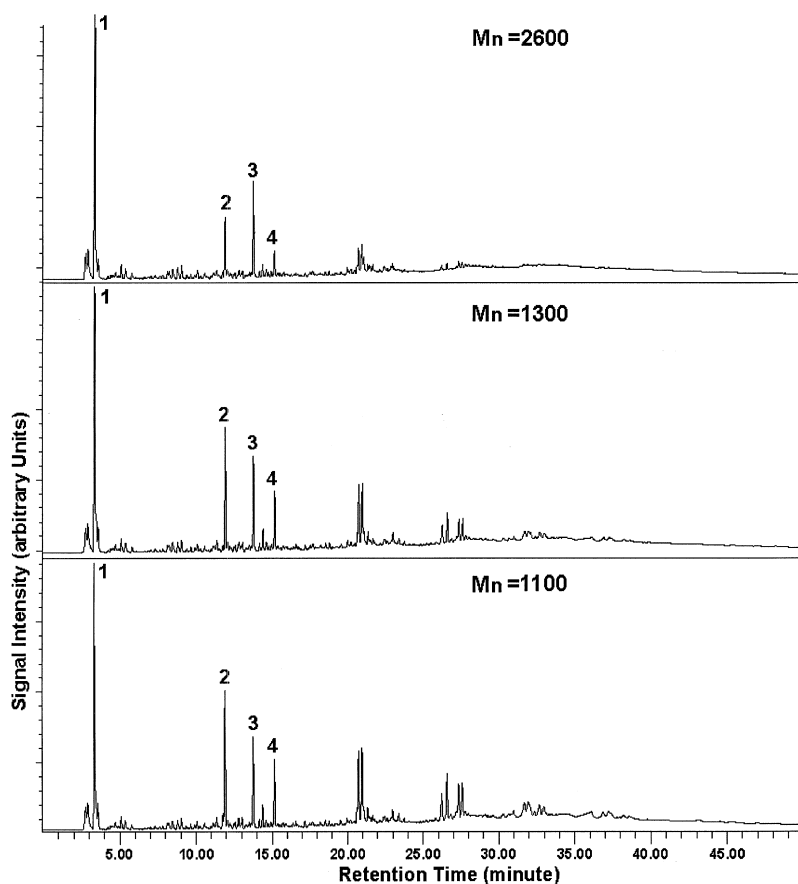 1
Mn =2600
2
3
4
1
Mn =1300
2
3
4
1
Mn =1100
2
3
4
Signal Intensity (arbitrary Units)
5.00 10.00 15.00 20.00 25.00 30.00 35.00 40.00 45.00
Retention Time (minute)